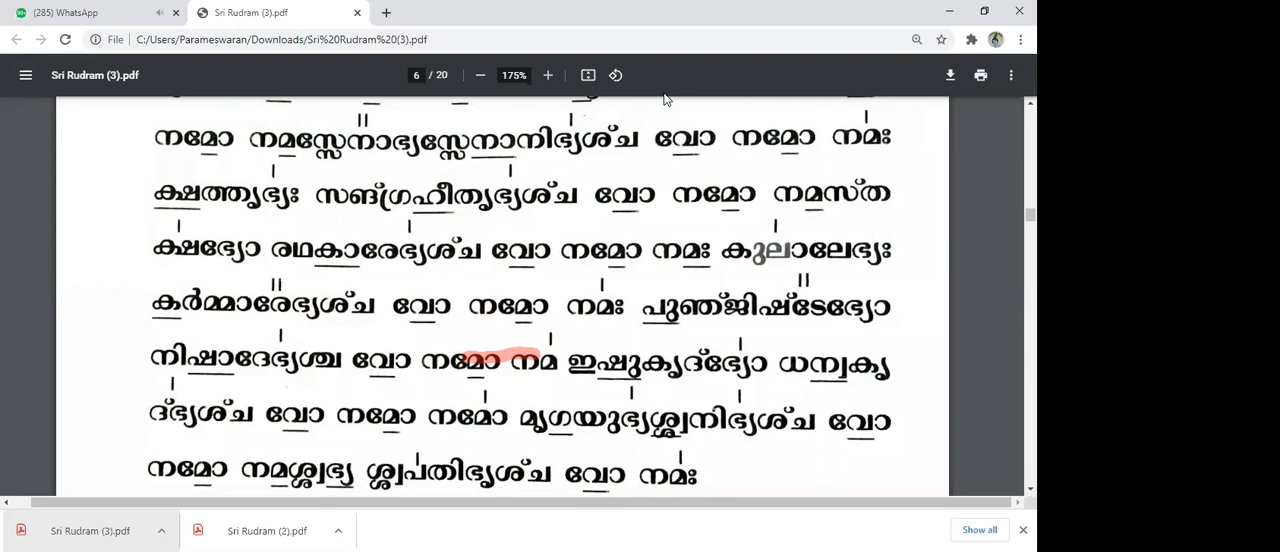 (285) WhatsApp
Sri Rudram (3).pdf
File
C:/Users/Parameswaran/Downloads/Sri%20Rudram%20(3).pdf
Sri Rudram (3).pdf
6 / 20
175%
നമോ നമസ്സേനാഭ്യസ്സേനാനിഭ്യശ്ച വോ നമോ നമഃ
ക്ഷത്തൃഭ്യഃ സങ്ഗ്രഹീതൃഭ്യശ്ച വോ നമോ നമസ്ത
ക്ഷഭ്യോ രഥകാരേഭ്യശ്ച വോ നമോ നമഃ കുലാലേഭ്യഃ
കർമ്മാരേഭ്യശ്ച വോ നമോ നമഃ പുഞ്ജിഷ്ടേഭ്യോ
നിഷാദേഭ്യശ്ച വോ നമോ നമ ഇഷുകൃദ്ഭ്യോ ധന്വകൃ
ദ്ഭ്യശ്ച വോ നമോ നമോ മൃഗയുഭ്യശ്ശ്വനിഭ്യശ്ച വോ
നമോ നമശ്ശ്വഭ്യ ശ്ശ്വപതിഭ്യശ്ച വോ നമഃ
Sri Rudram (3).pdf
Sri Rudram (2).pdf
Show all